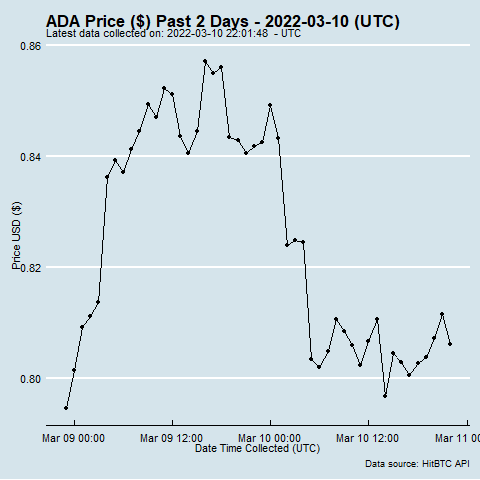 ADA Price ($) Past 2 Days - 2022-03-10 (UTC)
Latest data collected on: 2022-03-10 22:01:48  - UTC
0.86
0.84
0.82
0.80
Price USD ($)
Mar 09 00:00
Mar 09 12:00
Mar 10 00:00
Mar 10 12:00
Mar 11 0
Date Time Collected (UTC)
Data source: HitBTC API